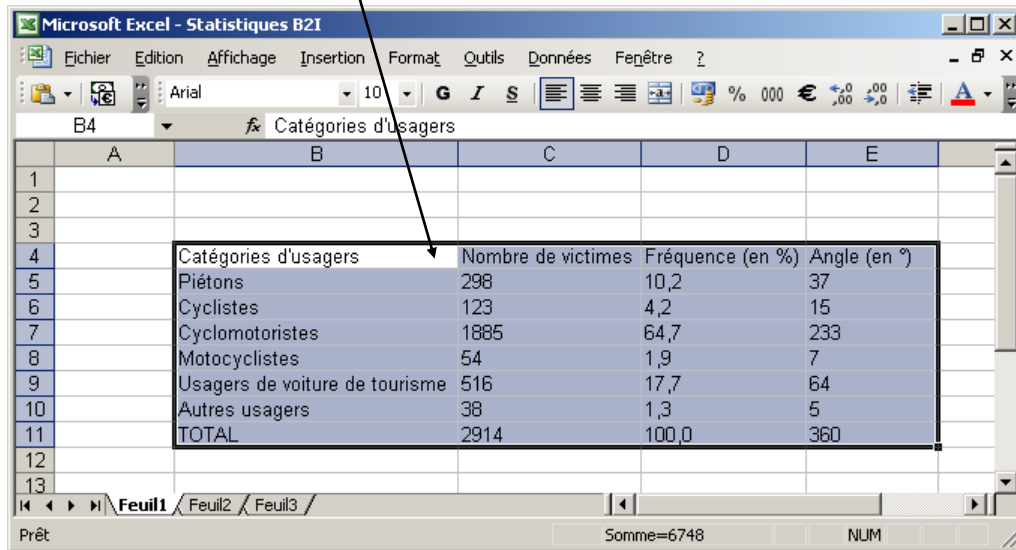 Microsoft Excel - Statistiques B2I
Fichier Edition Affichage Insertion Format Outils Données Fenêtre ?
Arial 10 G I S % 000 € ,00 ,00 A
B4 fx Catégories d'usagers
A B C D E
1
2
3
4 Catégories d'usagers Nombre de victimes Fréquence (en %) Angle (en °)
5 Piétons 298 10,2 37
6 Cyclistes 123 4,2 15
7 Cyclomotoristes 1885 64,7 233
8 Motocyclistes 54 1,9 7
9 Usagers de voiture de tourisme 516 17,7 64
10 Autres usagers 38 1,3 5
11 TOTAL 2914 100,0 360
12
13
Feuil1 Feuil2 Feuil3
Prêt Somme=6748 NUM